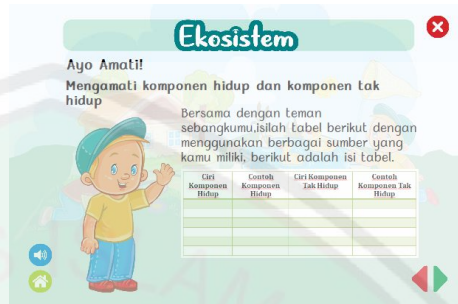 Ekosistem
Ayo Amati!
Mengamati komponen hidup dan komponen tak
hidup
Bersama dengan teman
sebangkumu,isilah tabel berikut dengan
menggunakan berbagai sumber yang
kamu miliki, berikut adalah isi tabel.
Ciri Komponen Hidup
Contoh Komponen Hidup
Ciri Komponen Tak Hidup
Contoh Komponen Tak Hidup